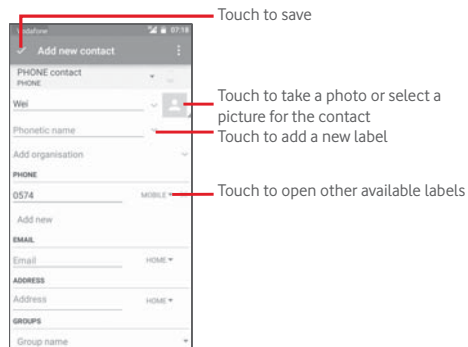 Touch to save
Vodafone 07:18
Add new contact
PHONE contact
PHONE
Wei
Touch to take a photo or select a
picture for the contact
Phonetic name
Touch to add a new label
Add organisation
PHONE
0574 MOBILE
Touch to open other available labels
Add new
EMAIL
Email HOME
ADDRESS
Address HOME
GROUPS
Group name